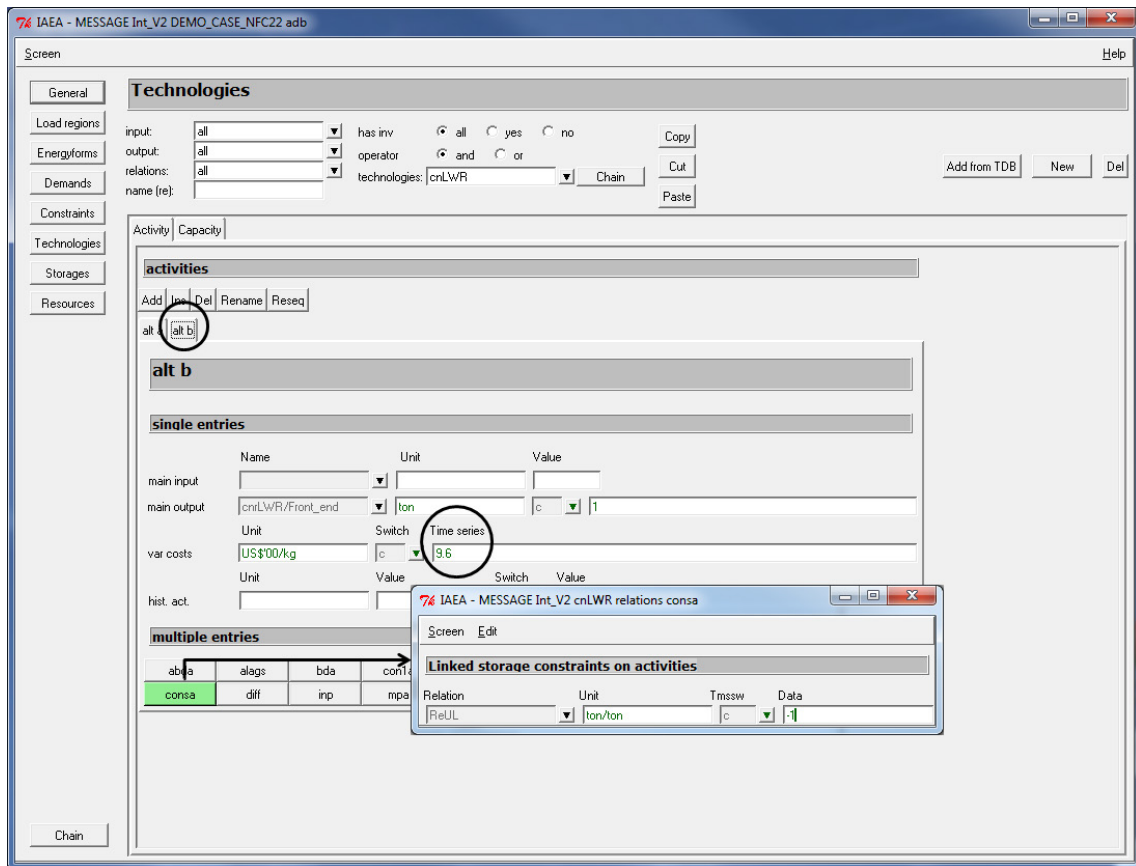 IAEA - MESSAGE Int_V2 DEMO_CASE_NFC22 adb
Screen Help
General
Load regions
Energyforms
Demands
Constraints
Technologies
Storages
Resources
Chain
Technologies
input: all has inv all yes no Copy
output: all operator and or Cut Add from TDB New Del
relations: all technologies: cnLWR Chain
name (re): Paste
Activity Capacity
activities
Add Ins Del Rename Reseq
alt a alt b
alt b
single entries
Name Unit Value
main input
main output cnrLWR/Front_end ton c 1
Unit Switch Time series
var costs US$'00/kg c 9.6
Unit Value Switch Value
hist. act.
multiple entries
abda alags bda con1a
consa diff inp mpa
IAEA - MESSAGE Int_V2 cnLWR relations consa
Screen Edit
Linked storage constraints on activities
Relation Unit Tmssw Data
ReUL ton/ton c -1